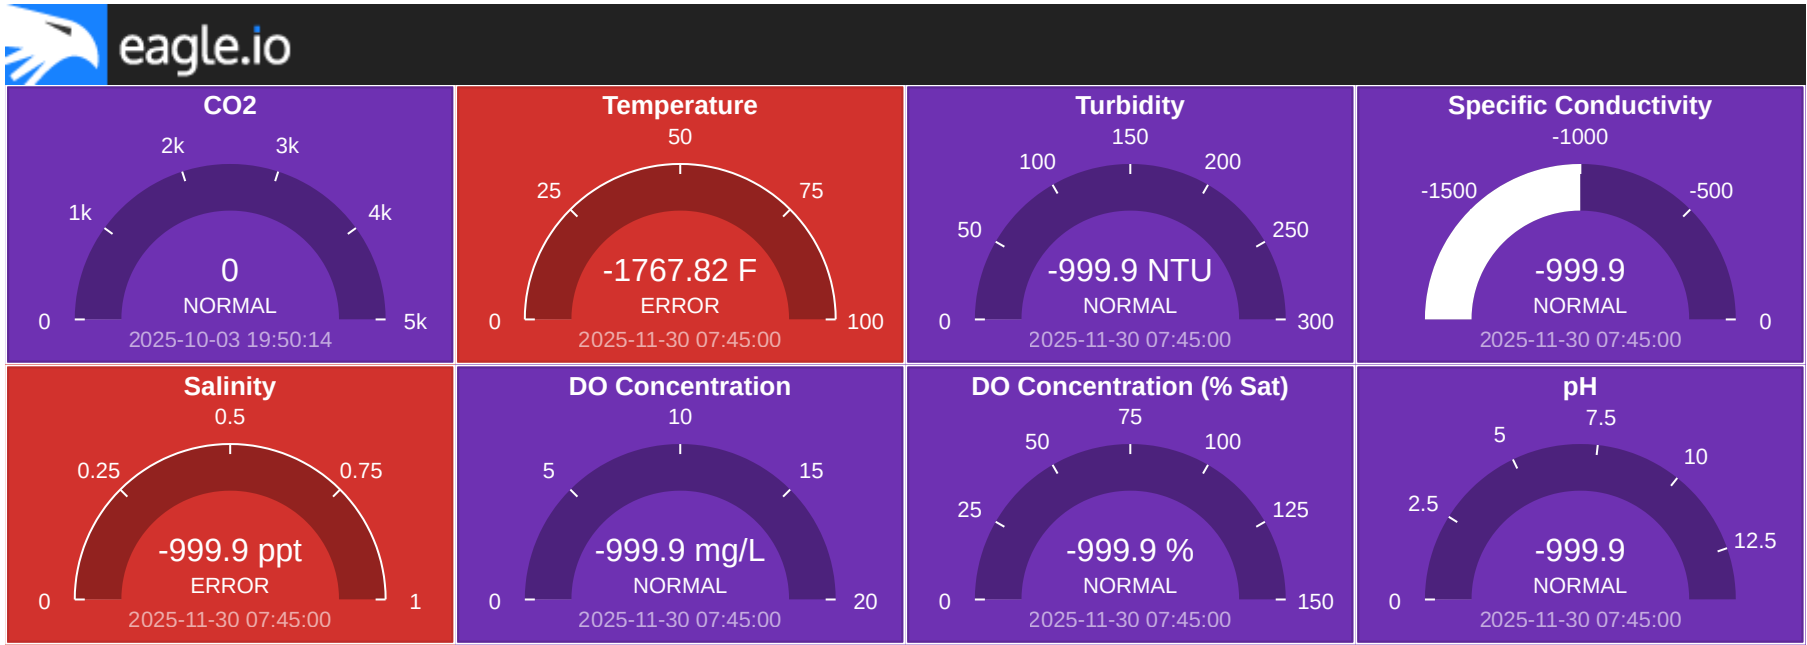 eagle.io
CO2
2k
3k
1k
4k
0
NORMAL
0
5k
2025-10-03 19:50:14
Temperature
50
25
75
-1767.82 F
ERROR
0
100
2025-11-30 07:45:00
Turbidity
150
100
200
50
250
-999.9 NTU
NORMAL
0
300
2025-11-30 07:45:00
Specific Conductivity
-1000
-1500
-500
-999.9
NORMAL
0
2025-11-30 07:45:00
Salinity
0.5
0.25
0.75
-999.9 ppt
ERROR
0
1
2025-11-30 07:45:00
DO Concentration
10
5
15
-999.9 mg/L
NORMAL
0
20
2025-11-30 07:45:00
DO Concentration (% Sat)
75
50
100
25
125
-999.9 %
NORMAL
0
150
2025-11-30 07:45:00
pH
7.5
5
10
2.5
12.5
-999.9
NORMAL
0
2025-11-30 07:45:00